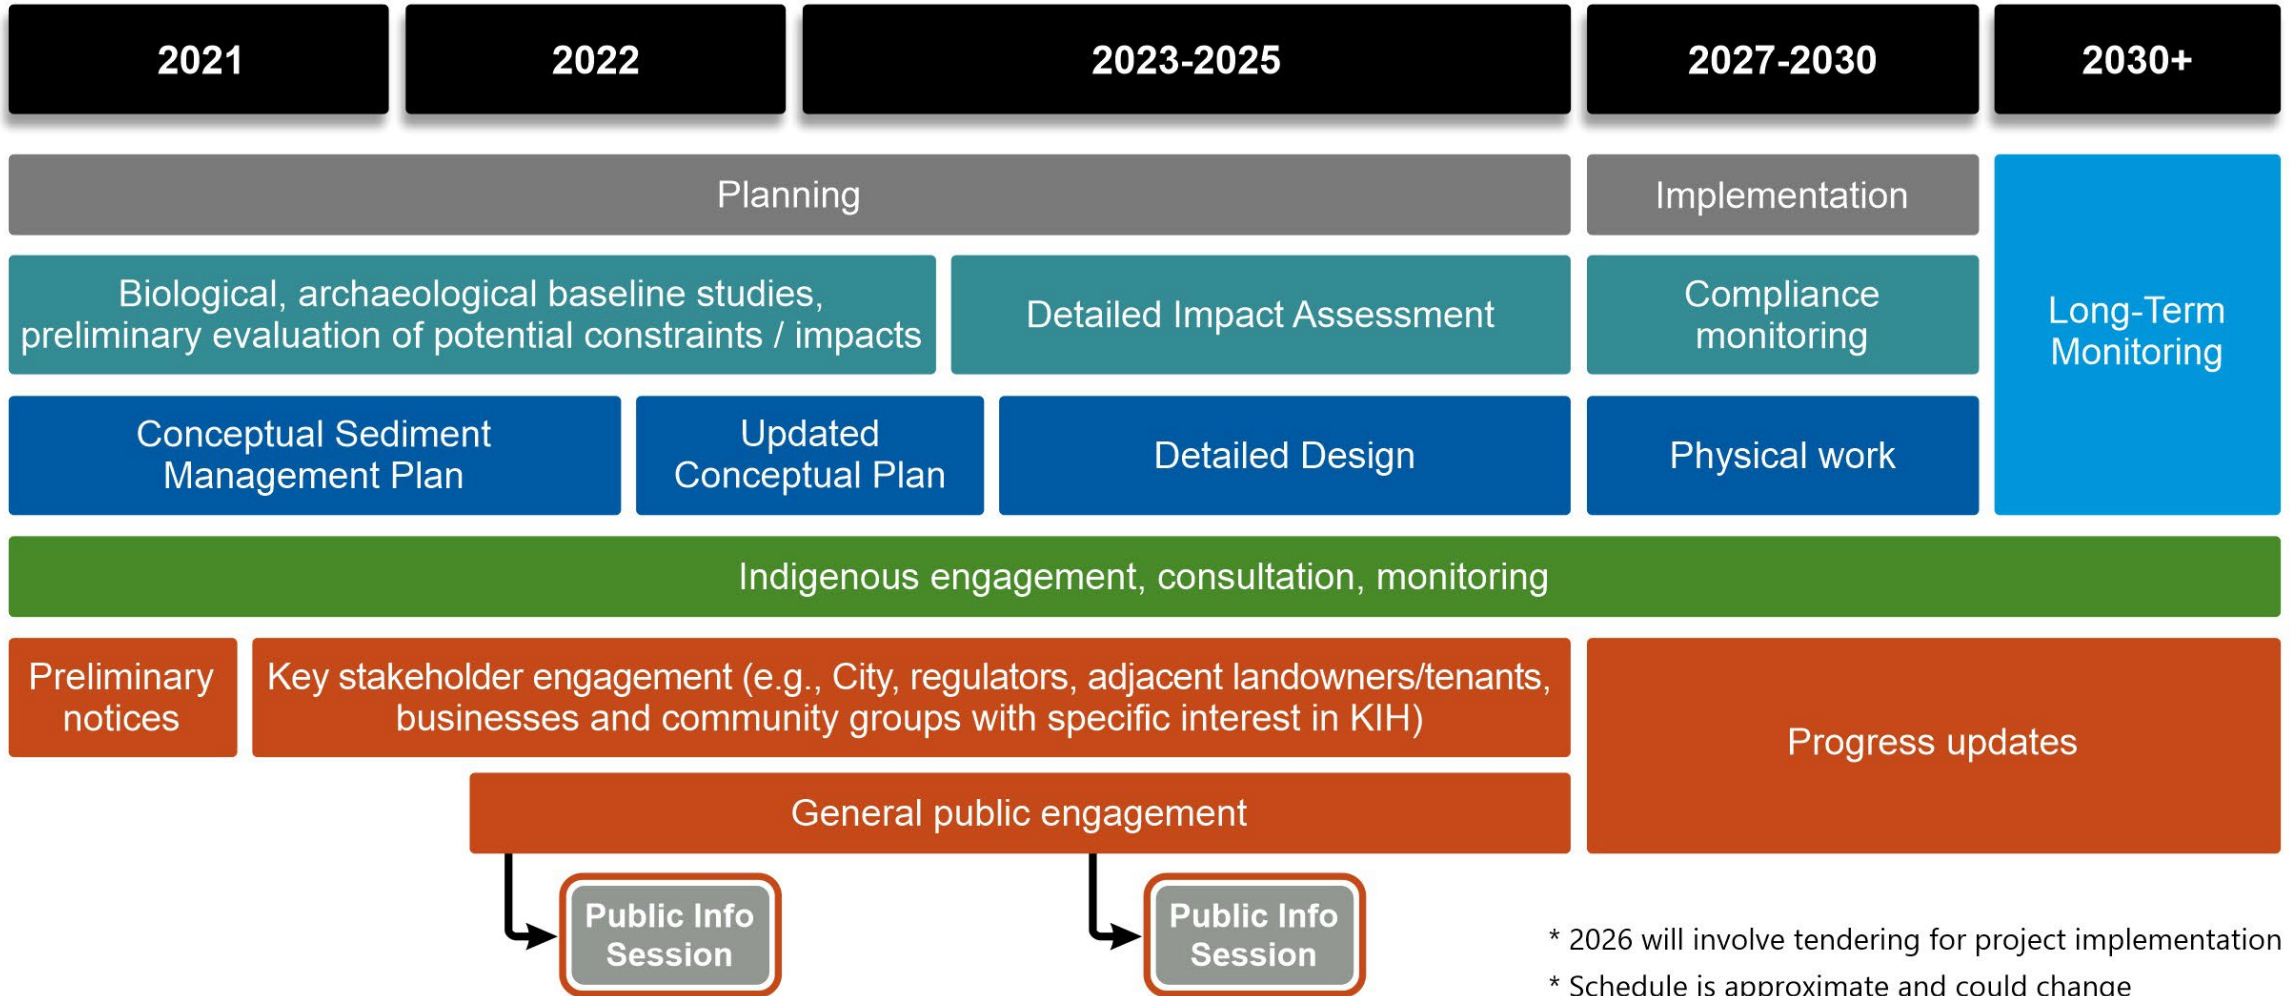 2021
2022
2023-2025
2027-2030
2030+
Planning
Implementation
Biological, archaeological baseline studies,
preliminary evaluation of potential constraints / impacts
Detailed Impact Assessment
Compliance
monitoring
Long-Term
Monitoring
Conceptual Sediment
Management Plan
Updated
Conceptual Plan
Detailed Design
Physical work
Indigenous engagement, consultation, monitoring
Preliminary
notices
Key stakeholder engagement (e.g., City, regulators, adjacent landowners/tenants,
businesses and community groups with specific interest in KIH)
Progress updates
General public engagement
Public Info
Session
Public Info
Session
* 2026 will involve tendering for project implementation
* Schedule is approximate and could change